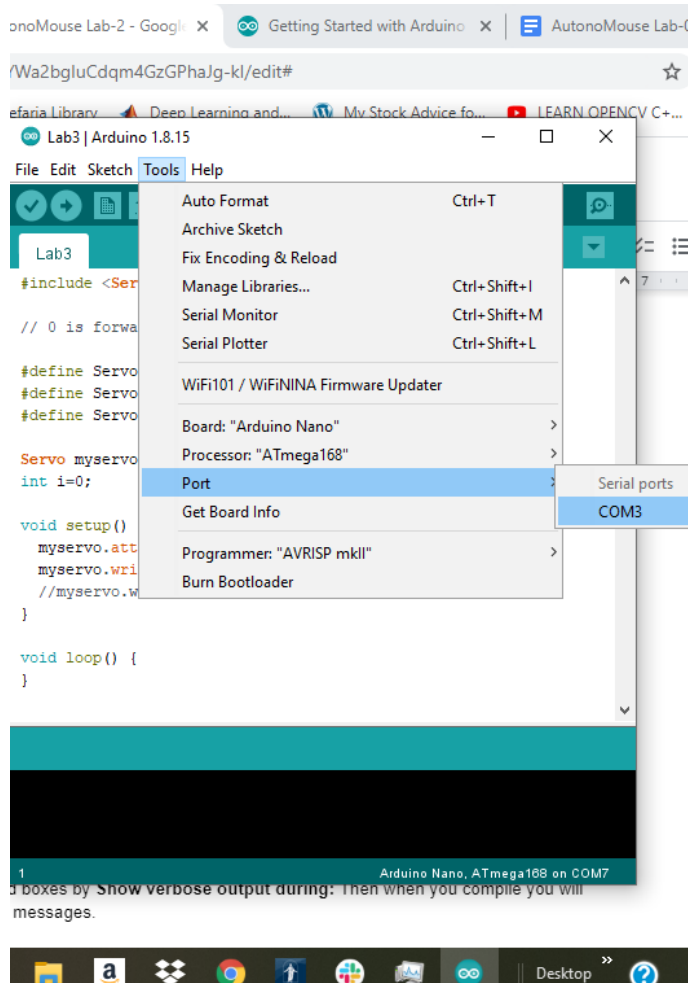 onoMouse Lab-2 - Googl
Getting Started with Arduino
AutonoMouse Lab-0
/Wa2bgIuCdqm4GzGPhaJg-kI/edit#
efaria Library
Deep Learning and...
My Stock Advice fo...
LEARN OPENCV C+...
Lab3 | Arduino 1.8.15
File Edit Sketch Tools Help
Auto Format Ctrl+T
Archive Sketch
Fix Encoding & Reload
Manage Libraries... Ctrl+Shift+I
Serial Monitor Ctrl+Shift+M
Serial Plotter Ctrl+Shift+L
WiFi101 / WiFiNINA Firmware Updater
Board: "Arduino Nano"
Processor: "ATmega168"
Port
Get Board Info
Programmer: "AVRISP mkII"
Burn Bootloader
Serial ports
COM3
7
Lab3
#include <Ser
// 0 is forwa
#define Servo
#define Servo
#define Servo
Servo myservo
int i=0;
void setup()
myservo.att
myservo.wri
//myservo.w
}
void loop() {
}
1
Arduino Nano, ATmega168 on COM7
d boxes by Show verbose output during: Then when you compile you will
messages.
a
Desktop
»
?